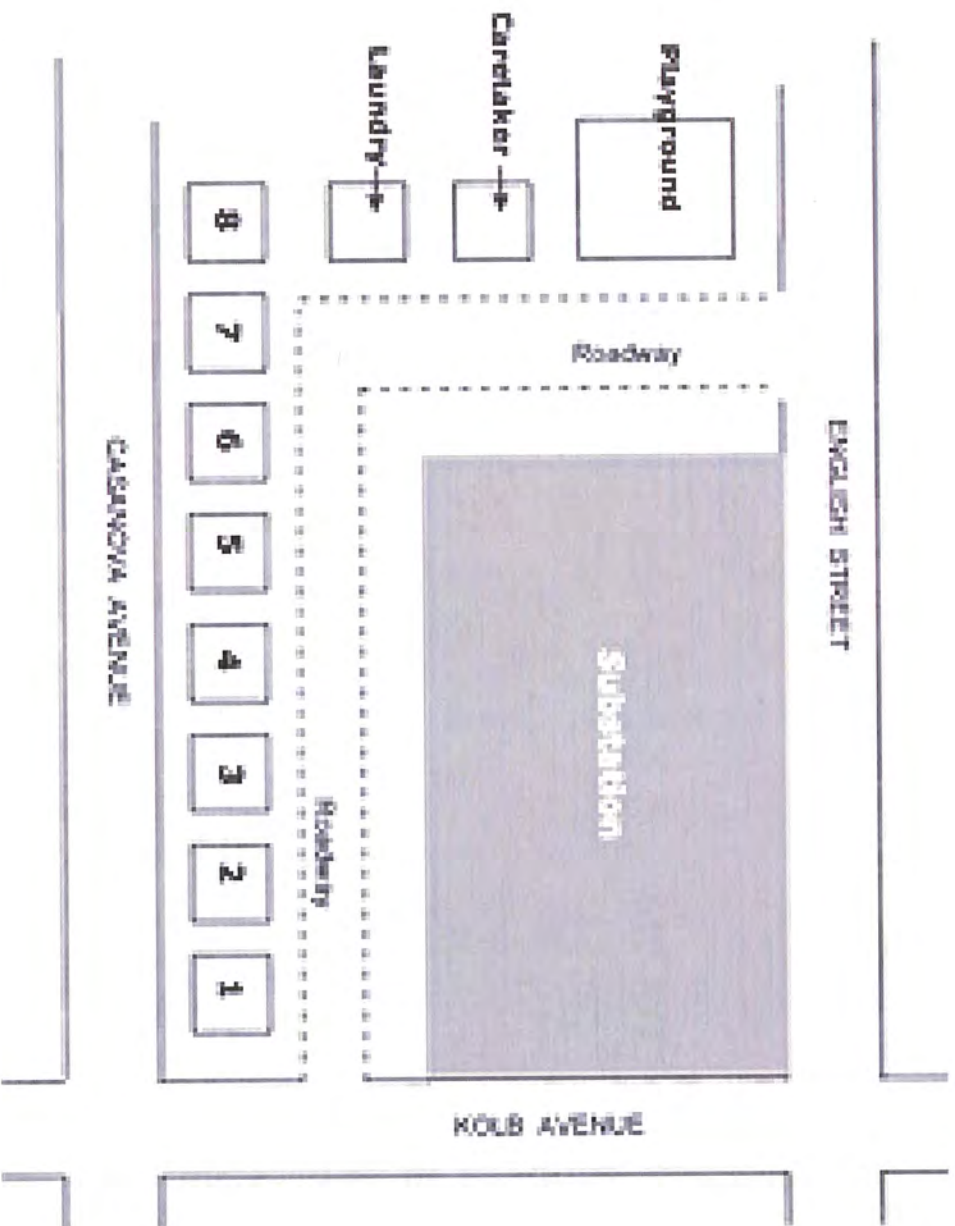 Playground
Caretaker
Laundry
ENGLISH STREET
Roadway
Substation
Roadway
8
7
6
5
4
3
2
1
CASANOVA AVENUE
KOLB AVENUE